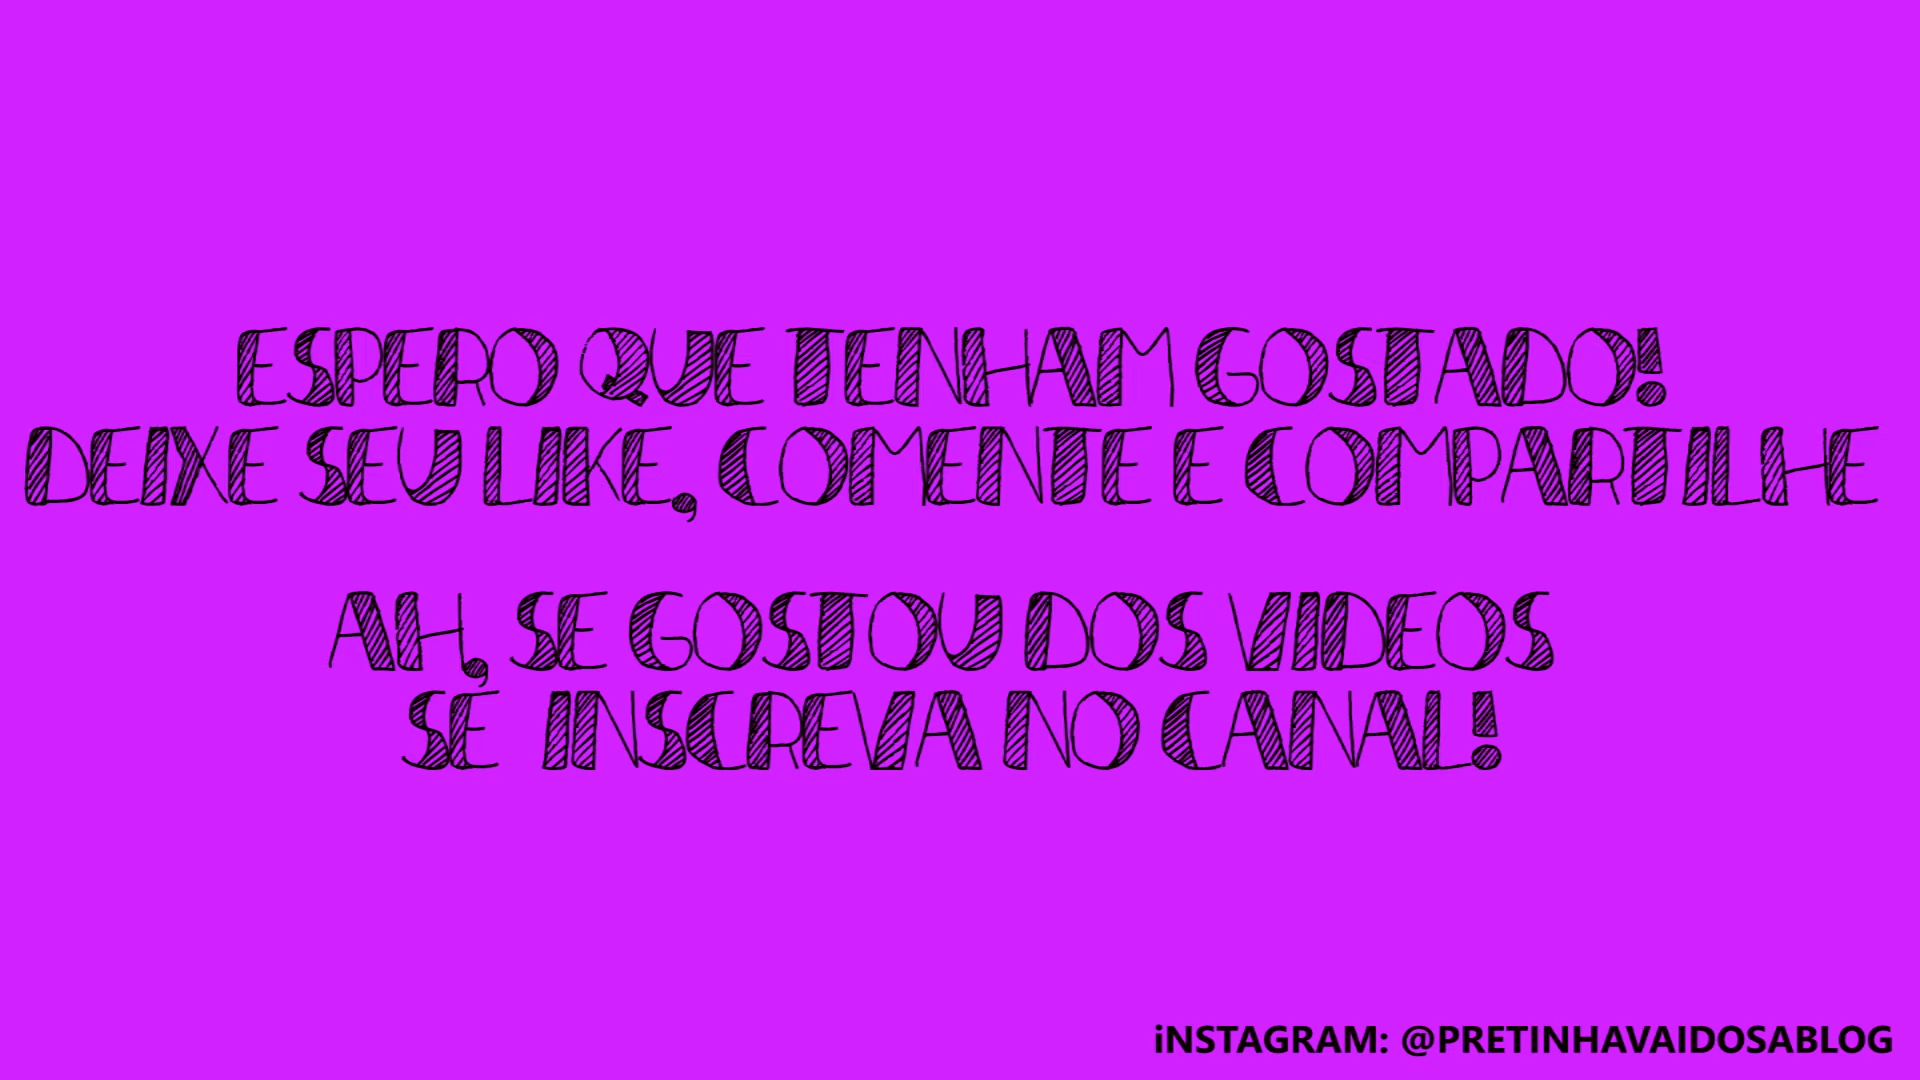 ESPERO QUE TENHAM GOSTADO!
DEIXE SEU LIKE, COMENTE E COMPARTILHE
AH, SE GOSTOU DOS VIDEOS
SE INSCREVA NO CANAL!
iNSTAGRAM: @PRETINHAVAIDOSABLOG